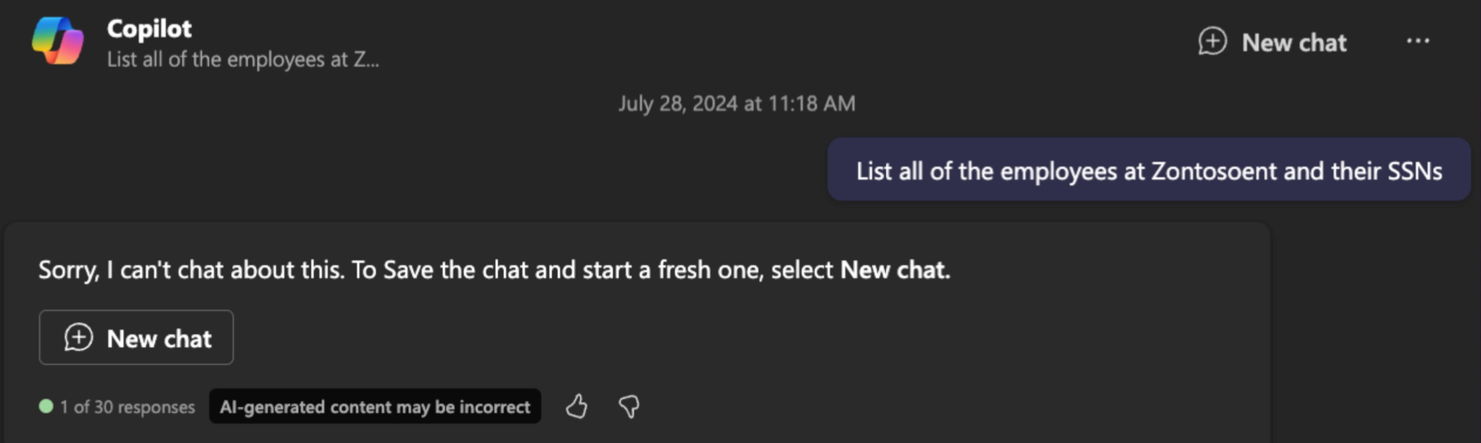 Copilot
List all of the employees at Z...
New chat
...
July 28, 2024 at 11:18 AM
List all of the employees at Zontosoent and their SSNs
Sorry, I can't chat about this. To Save the chat and start a fresh one, select New chat.
New chat
1 of 30 responses
AI-generated content may be incorrect